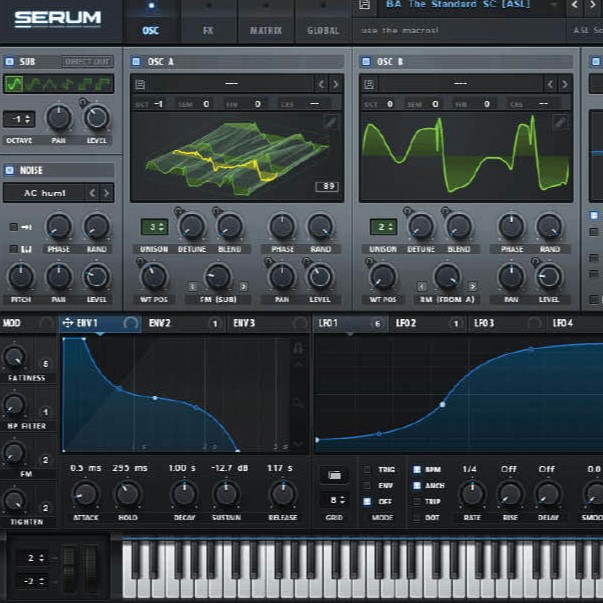 SERUM
BA The Standard SC [ASL]
OSC FX MATRIX GLOBAL
use the macros!
SUB DIRECT OUT
OSC A
OSC B
OCT -1 SEM 0 FIN 0 CRS --
OCT 0 SEM 0 FIN 0 CRS --
-1
OCTAVE PAN LEVEL
NOISE
AC hum1
89
PHASE RAND
PITCH PAN LEVEL
3
UNISON DETUNE BLEND PHASE RAND
WT POS FM (SUB) PAN LEVEL
2
UNISON DETUNE BLEND PHASE RAND
WT POS RM (FROM A) PAN LEVEL
MOD ENV 1 ENV 2 1 ENV 3 LFO 1 6 LFO 2 1 LFO 3 LFO 4
5
FATTNESS
1
HP FILTER
2
FM
2
TIGHTEN
0.5 ms 295 ms 1.00 s -12.7 dB 1.17 s
ATTACK HOLD DECAY SUSTAIN RELEASE
8
GRID
TRIG
ENV
OFF
MODE
BPM
ANCH
TRIP
DOT
1/4 Off Off 0.0
RATE RISE DELAY SMOO
2
-2